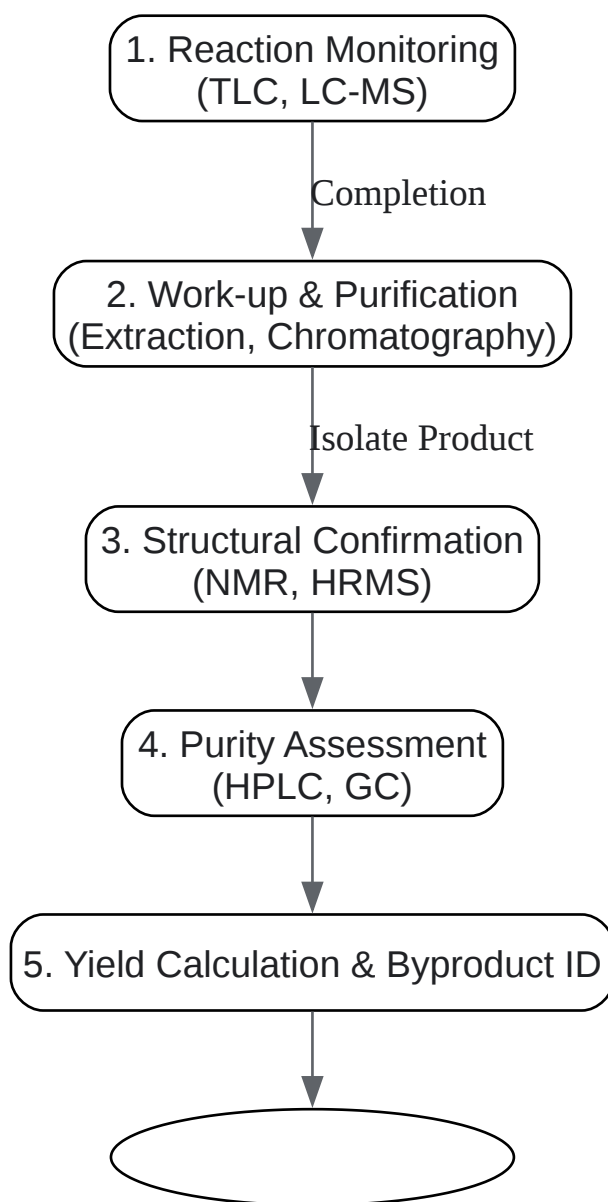 1. Reaction Monitoring
(TLC, LC-MS)
Completion
2. Work-up & Purification
(Extraction, Chromatography)
Isolate Product
3. Structural Confirmation
(NMR, HRMS)
4. Purity Assessment
(HPLC, GC)
5. Yield Calculation & Byproduct ID